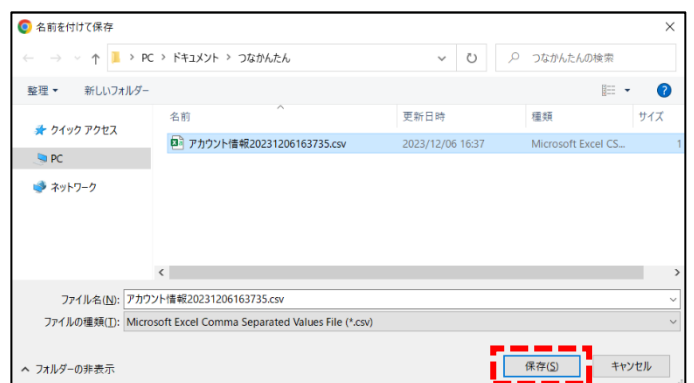 名前を付けて保存
PC > ドキュメント > つなかんたん
つなかんたんの検索
整理 新しいフォルダー
名前 更新日時 種類 サイズ
クイック アクセス
アカウント情報20231206163735.csv 2023/12/06 16:37 Microsoft Excel CS... 1
PC
ネットワーク
ファイル名(N): アカウント情報20231206163735.csv
ファイルの種類(T): Microsoft Excel Comma Separated Values File (*.csv)
フォルダーの非表示 保存(S) キャンセル